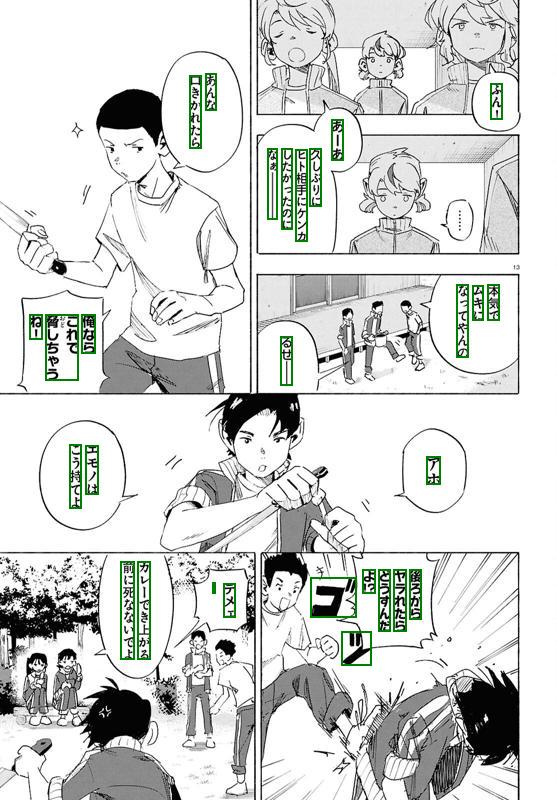 ふん！
あーあ
久しぶりに
ヒト相手にケンカ
したかったのに
なぁ───
……
13
本気で
ムキに
なってやんの
るせ───
あんな
口きかれたら
俺なら
これで
脅しちゃう
ね！
アホ
エモノは
こう持てよ
後ろから
ヤラれたら
どうすんだ
よっ
ゴッ
テメェ
カレーでき上がる
前に死なないでよ